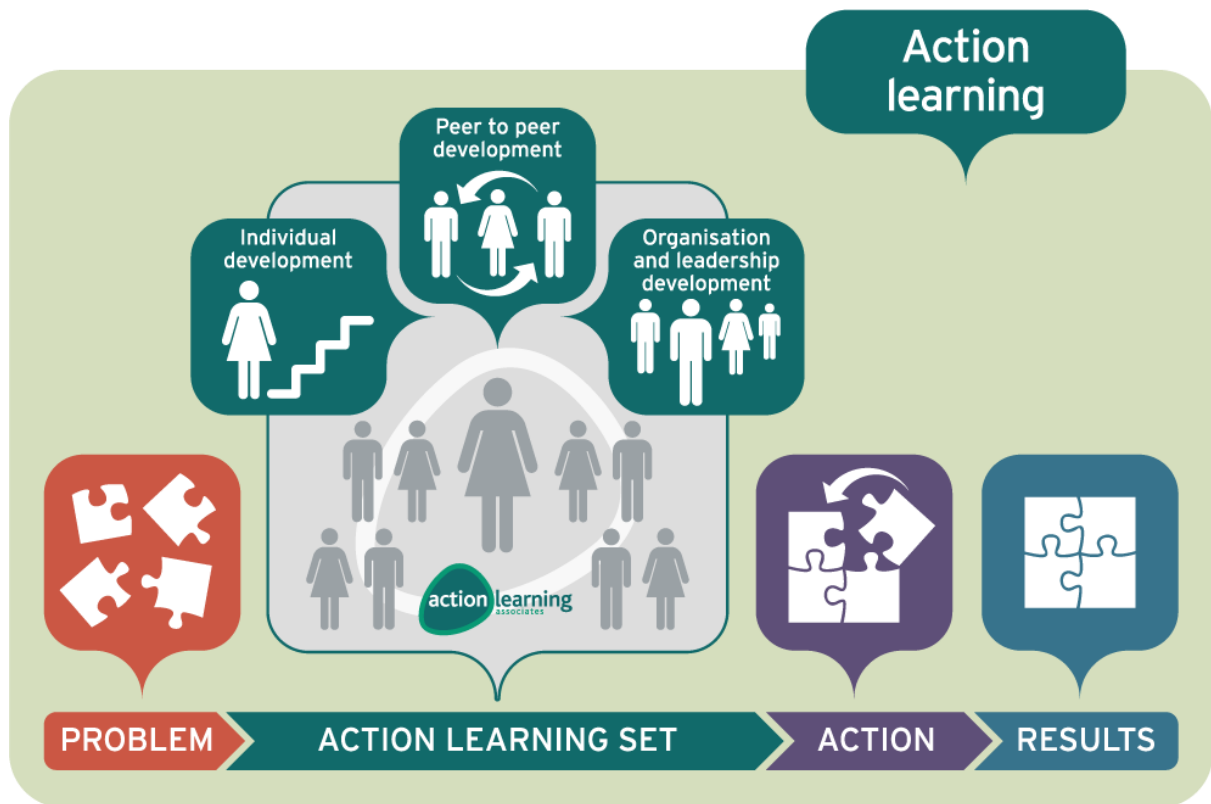 Action
learning
Peer to peer
development
Individual
development
Organisation
and leadership
development
action learning
associates
PROBLEM
ACTION LEARNING SET
ACTION
RESULTS